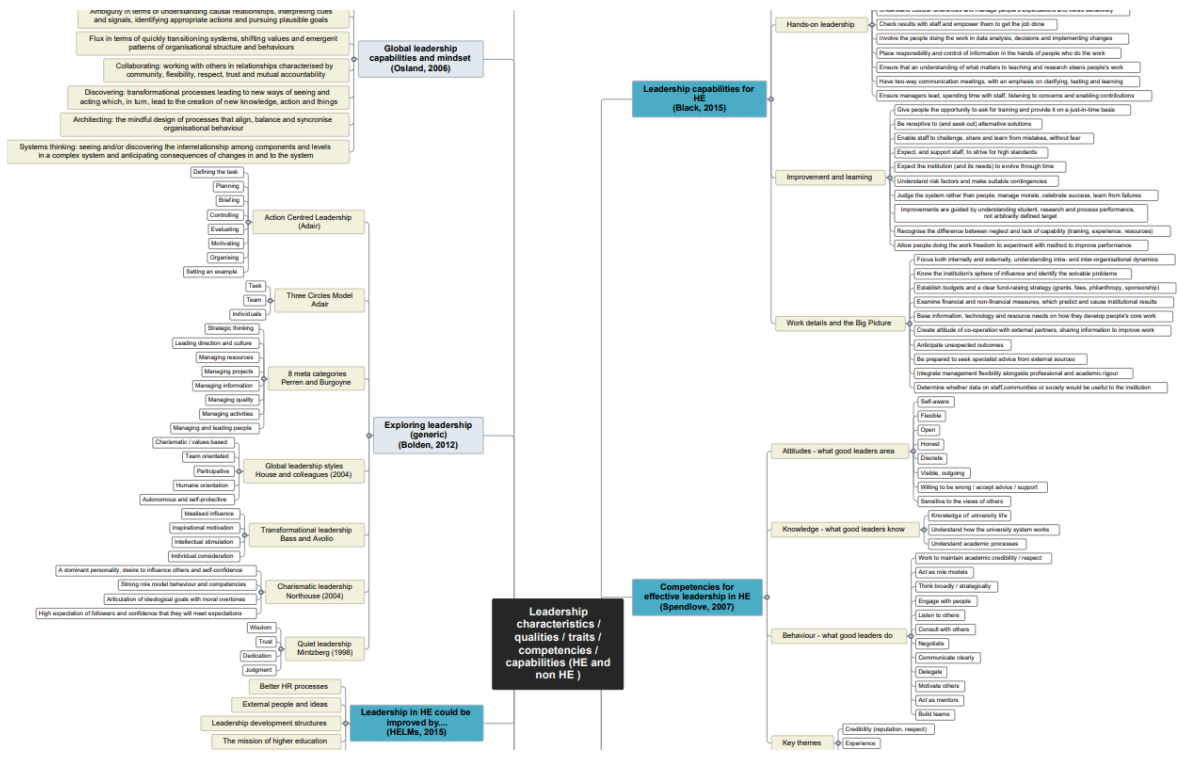 Ambiguity in terms of understanding causal relationships, interpreting cues
and signals, identifying appropriate actions and pursuing plausible goals
Flux in terms of quickly transitioning systems, shifting values and emergent
patterns of organisational structure and behaviours
Collaborating: working with others in relationships characterised by
community, flexibility, respect, trust and mutual accountability
Discovering: transformational processes leading to new ways of seeing and
acting which, in turn, lead to the creation of new knowledge, action and things
Architecting: the mindful design of processes that align, balance and syncronise
organisational behaviour
Systems thinking: seeing and/or discovering the interrelationship among components and levels
in a complex system and anticipating consequences of changes in and to the system
Global leadership
capabilities and mindset
(Osland, 2006)
Defining the task
Planning
Briefing
Controlling
Evaluating
Motivating
Organising
Setting an example
Action Centred Leadership
(Adair)
Task
Team
Individuals
Three Circles Model
Adair
Strategic thinking
Leading direction and culture
Managing resources
Managing projects
Managing information
Managing quality
Managing activities
Managing and leading people
8 meta categories
Perren and Burgoyne
Charismatic / values based
Team orientated
Participative
Humane orientation
Autonomous and self-protective
Global leadership styles
House and colleagues (2004)
Idealised influence
Inspirational motivation
Intellectual stimulation
Individual consideration
Transformational leadership
Bass and Avolio
A dominant personality, desire to influence others and self-confidence
Strong role model behaviour and competencies
Articulation of ideological goals with moral overtones
High expectation of followers and confidence that they will meet expectations
Charismatic leadership
Northouse (2004)
Wisdom
Trust
Dedication
Judgment
Quiet leadership
Mintzberg (1998)
Exploring leadership
(generic)
(Bolden, 2012)
Better HR processes
External people and ideas
Leadership development structures
The mission of higher education
Leadership in HE could be
improved by....
(HELMs, 2015)
Leadership
characteristics /
qualities / traits /
competencies /
capabilities (HE and
non HE )
Leadership capabilities for
HE
(Black, 2015)
Hands-on leadership
Understand cultural differences and manage people's expectations and views sensitively
Check results with staff and empower them to get the job done
Involve the people doing the work in data analysis, decisions and implementing changes
Place responsibility and control of information in the hands of people who do the work
Ensure that an understanding of what matters to teaching and research steers people's work
Have two-way communication meetings, with an emphasis on clarifying, testing and learning
Ensure managers lead, spending time with staff, listening to concerns and enabling contributions
Improvement and learning
Give people the opportunity to ask for training and provide it on a just-in-time basis
Be receptive to (and seek out) alternative solutions
Enable staff to challenge, share and learn from mistakes, without fear
Expect, and support staff, to strive for high standards
Expect the institution (and its needs) to evolve through time
Understand risk factors and make suitable contingencies
Judge the system rather than people; manage morale, celebrate success, learn from failures
Improvements are guided by understanding student, research and process performance,
not arbitrarily defined target
Recognise the difference between neglect and lack of capability (training, experience, resources)
Allow people doing the work freedom to experiment with method to improve performance
Work details and the Big Picture
Focus both internally and externally, understanding intra- and inter-organisational dynamics
Know the institution's sphere of influence and identify the solvable problems
Establish budgets and a clear fund-raising strategy (grants, fees, philanthropy, sponsorship)
Examine financial and non-financial measures, which predict and cause institutional results
Base information, technology and resource needs on how they develop people's core work
Create attitude of co-operation with external partners, sharing information to improve work
Anticipate unexpected outcomes
Be prepared to seek specialist advice from external sources
Integrate management flexibility alongside professional and academic rigour
Determine whether data on staff,communities or society would be useful to the institution
Competencies for
effective leadership in HE
(Spendlove, 2007)
Attitudes - what good leaders area
Self-aware
Flexible
Open
Honest
Discrete
Visible, outgoing
Willing to be wrong / accept advice / support
Sensitive to the views of others
Knowledge - what good leaders know
Knowledge of university life
Understand how the university system works
Understand academic processes
Behaviour - what good leaders do
Work to maintain academic credibility / respect
Act as role models
Think broadly / strategically
Engage with people
Listen to others
Consult with others
Negotiate
Communicate clearly
Delegate
Motivate others
Act as mentors
Build teams
Key themes
Credibility (reputation, respect)
Experience